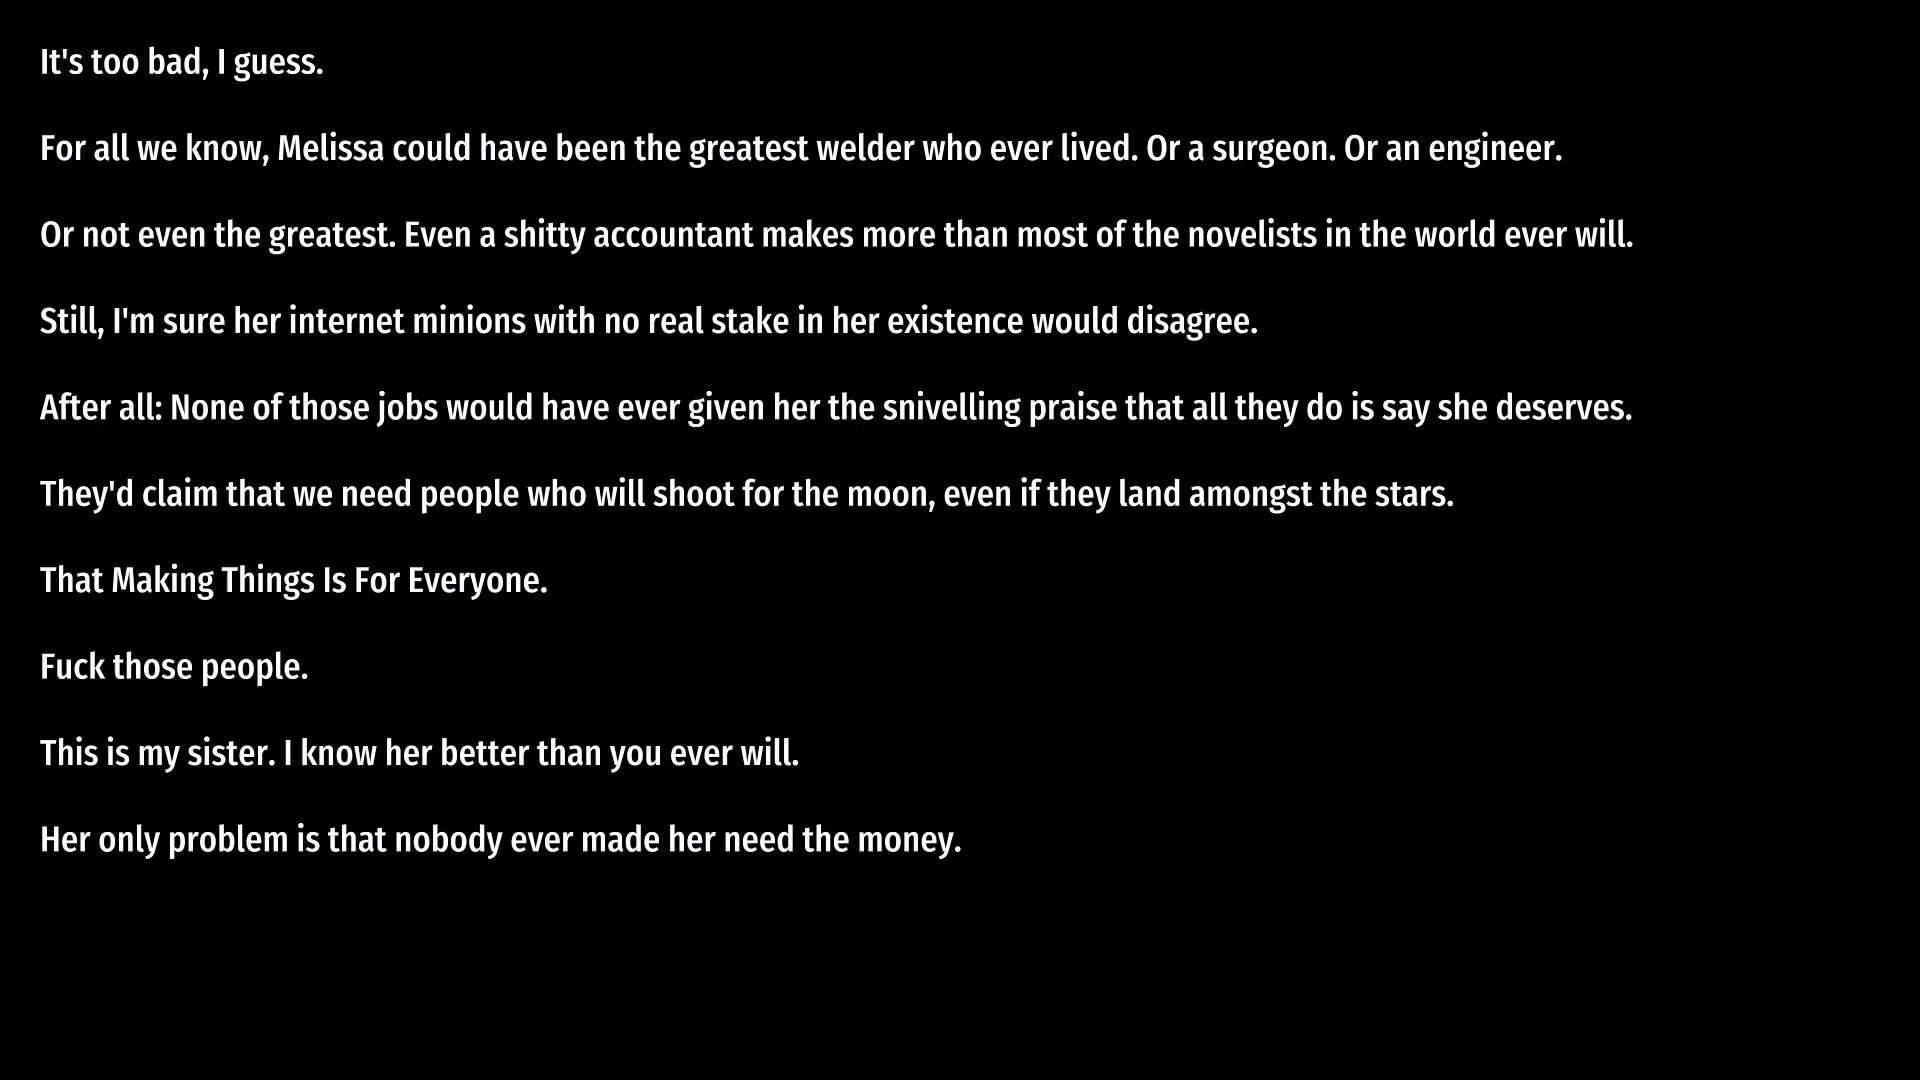 It's too bad, I guess.
For all we know, Melissa could have been the greatest welder who ever lived. Or a surgeon. Or an engineer.
Or not even the greatest. Even a shitty accountant makes more than most of the novelists in the world ever will.
Still, I'm sure her internet minions with no real stake in her existence would disagree.
After all: None of those jobs would have ever given her the snivelling praise that all they do is say she deserves.
They'd claim that we need people who will shoot for the moon, even if they land amongst the stars.
That Making Things Is For Everyone.
Fuck those people.
This is my sister. I know her better than you ever will.
Her only problem is that nobody ever made her need the money.